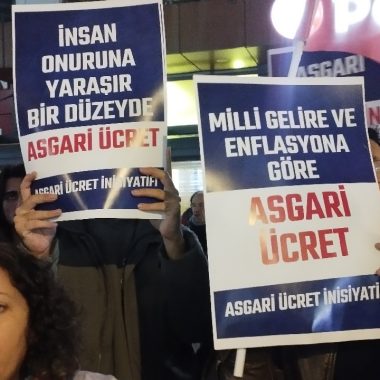 İNSAN
ONURUNA
YARAŞIR
BİR DÜZEYDE
ASGARİ ÜCRET
ASGARİ ÜCRET İNİSİYATİFİ
MİLLİ GELİRE VE
ENFLASYONA
GÖRE
ASGARİ
ÜCRET
ASGARİ ÜCRET İNİSİYATİ
ASGARİ